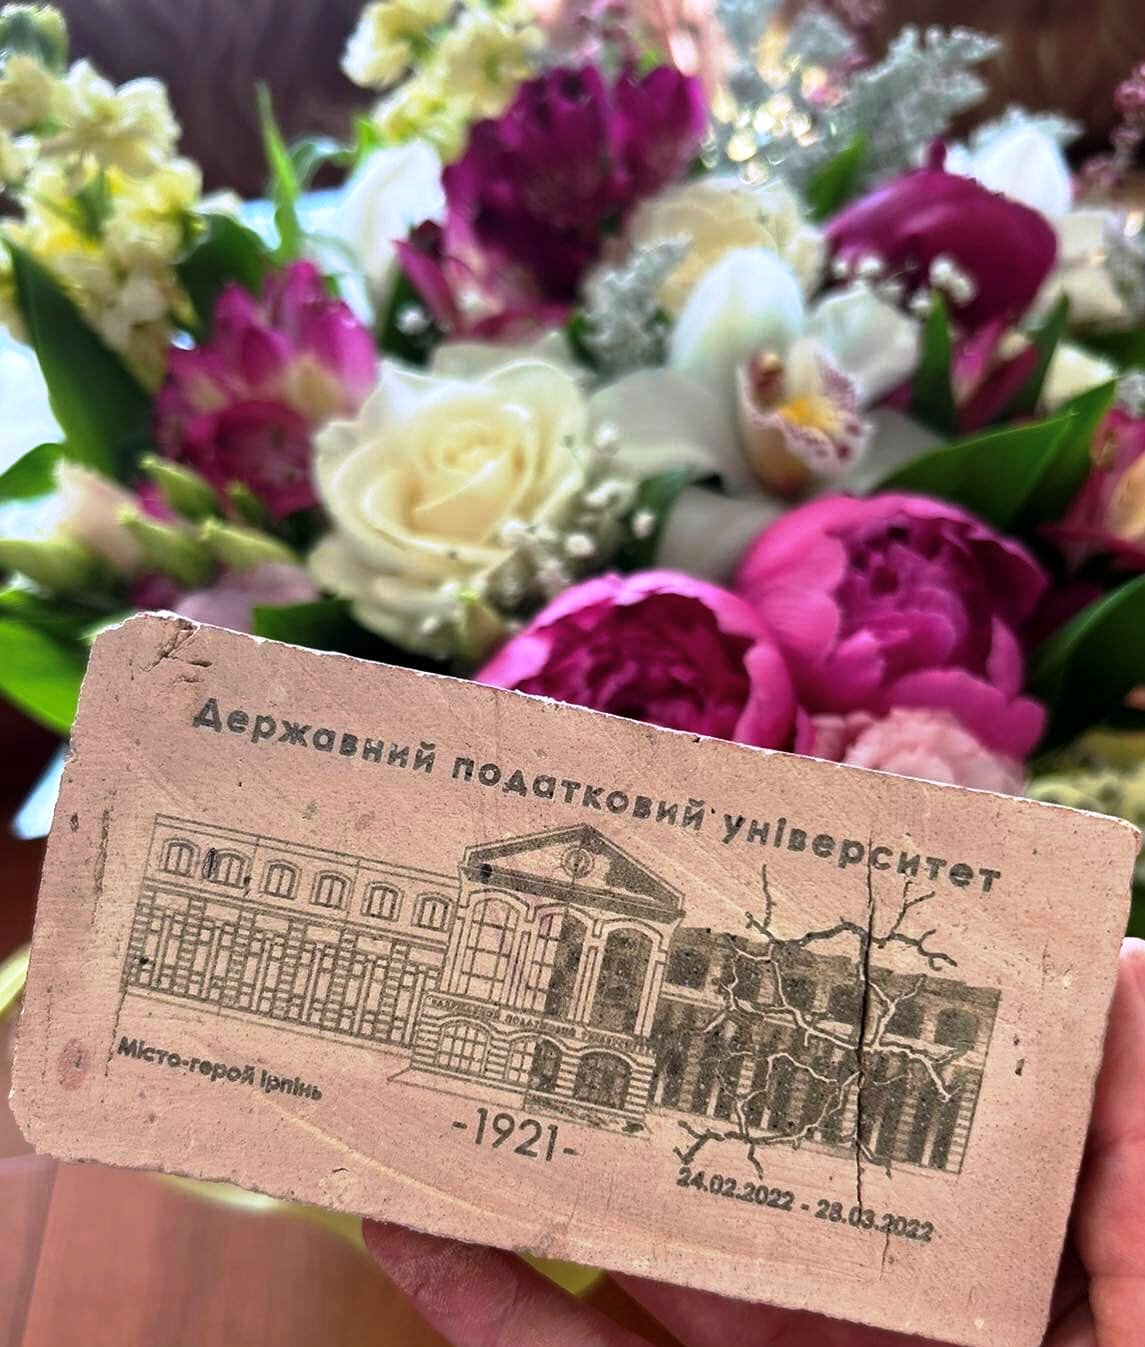 Державний податковий університет
Місто-герой Ірпінь
-1921-
24.02.2022 - 28.03.2022